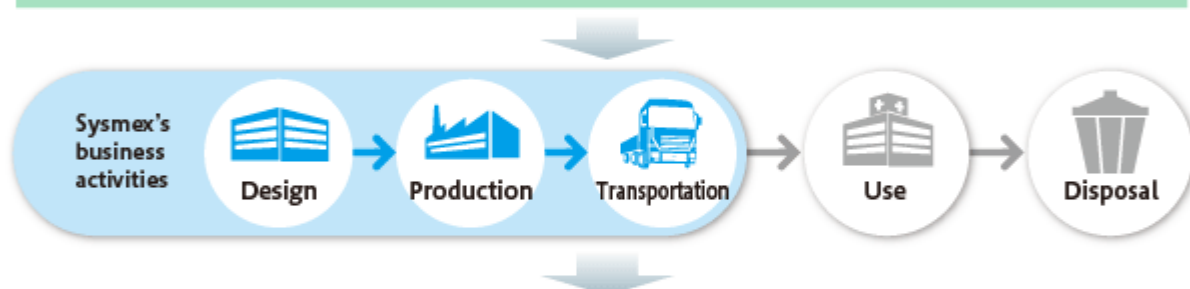 Sysmex's
business
activities
Design
Production
Transportation
Use
Disposal